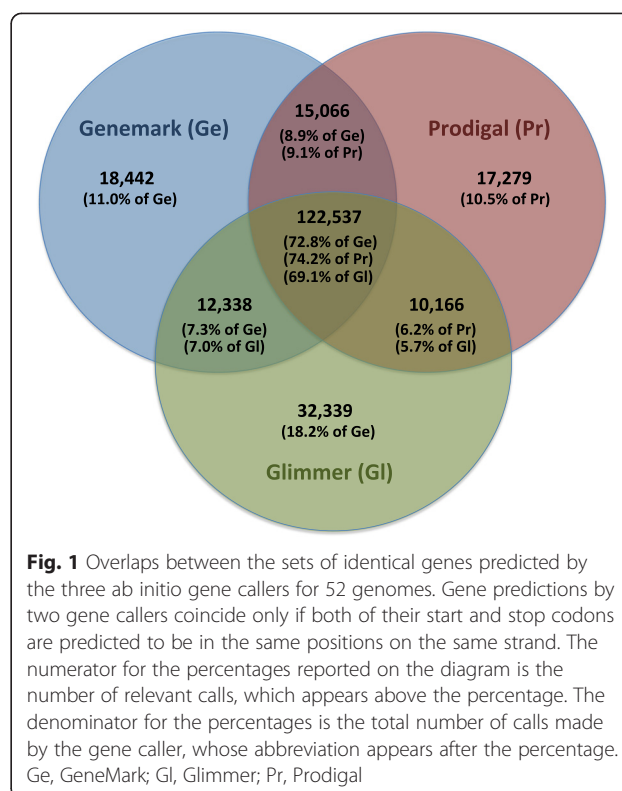 15,066
(8.9% of Ge)
(9.1% of Pr)
Genemark (Ge)
Prodigal (Pr)
18,442
(11.0% of Ge)
17,279
(10.5% of Pr)
122,537
(72.8% of Ge)
(74.2% of Pr)
(69.1% of Gl)
12,338
(7.3% of Ge)
(7.0% of Gl)
10,166
(6.2% of Pr)
(5.7% of Gl)
32,339
(18.2% of Ge)
Glimmer (Gl)
Fig. 1 Overlaps between the sets of identical genes predicted by
the three ab initio gene callers for 52 genomes. Gene predictions by
two gene callers coincide only if both of their start and stop codons
are predicted to be in the same positions on the same strand. The
numerator for the percentages reported on the diagram is the
number of relevant calls, which appears above the percentage. The
denominator for the percentages is the total number of calls made
by the gene caller, whose abbreviation appears after the percentage.
Ge, GeneMark; Gl, Glimmer; Pr, Prodigal